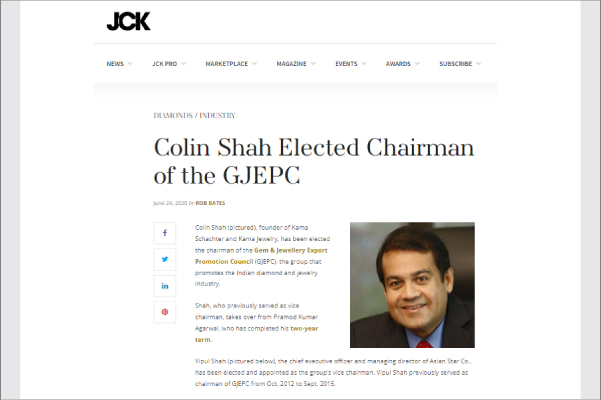 JCK
NEWS JCK PRO MARKETPLACE MAGAZINE EVENTS AWARDS SUBSCRIBE
DIAMONDS / INDUSTRY
Colin Shah Elected Chairman
of the GJEPC
June 24, 2020 by ROB BATES
Colin Shah (pictured), founder of Kama
Schachter and Kama Jewelry, has been elected
the chairman of the Gem & Jewellery Export
Promotion Council (GJEPC), the group that
promotes the Indian diamond and jewelry
industry.
Shah, who previously served as vice
chairman, takes over from Pramod Kumar
Agarwal, who has completed his two-year
term.
Vipul Shah (pictured below), the chief executive officer and managing director of Asian Star Co.,
has been elected and appointed as the group's vice chairman. Vipul Shah previously served as
chairman of GJEPC from Oct. 2012 to Sept. 2015.